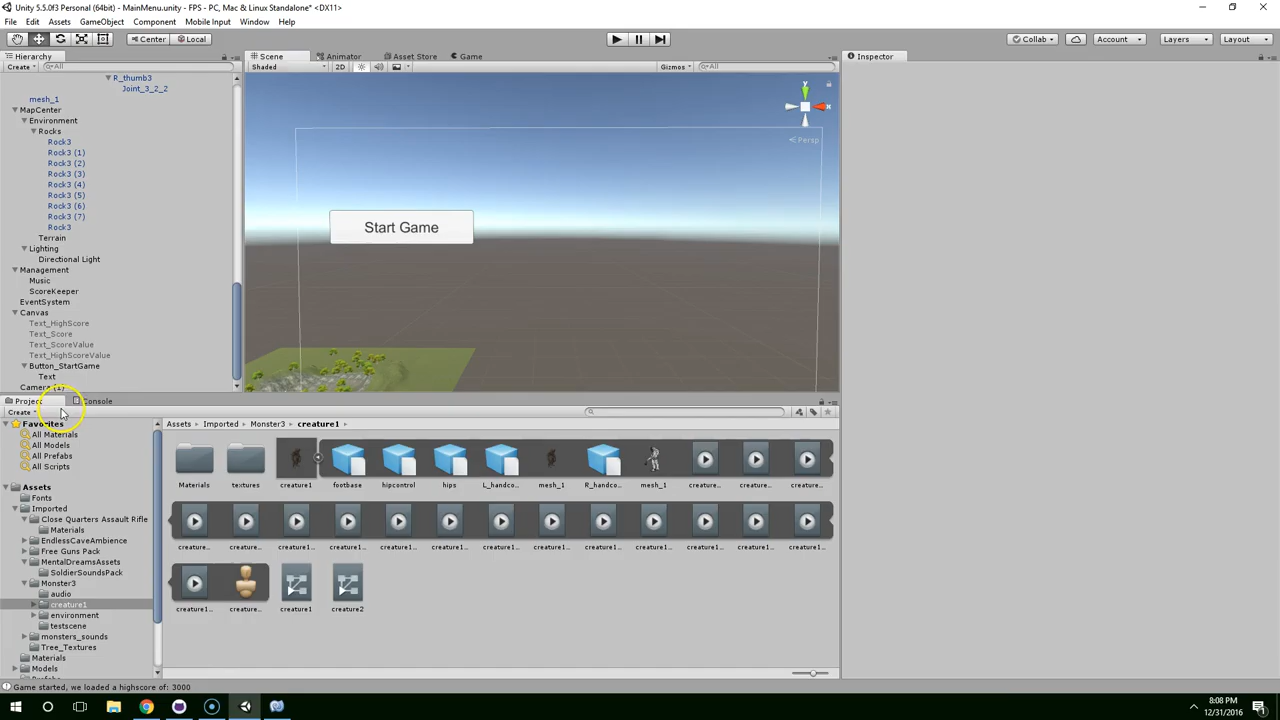 Unity 5.5.0f3 Personal (64bit) - MainMenu.unity - FPS - PC, Mac & Linux Standalone* <DX11>
File Edit Assets GameObject Component Mobile Input Window Help
Center Local Collab Account Layers Layout
Hierarchy Scene Animator Asset Store Game Inspector
Create All Shaded 2D Gizmos All
R_thumb3
Joint_3_2_2
mesh_1
MapCenter
Environment
Rocks
Rock3
Rock3 (1)
Rock3 (2)
Rock3 (3)
Rock3 (4)
Rock3 (5)
Rock3 (6)
Rock3 (7)
Rock3
Terrain
Lighting
Directional Light
Management
Music
ScoreKeeper
EventSystem
Canvas
Text_HighScore
Text_Score
Text_ScoreValue
Text_HighScoreValue
Button_StartGame
Text
Camera (1)
y
x
Persp
Start Game
Project Console
Create
Favorites
All Materials
All Models
All Prefabs
All Scripts
Assets
Fonts
Imported
Close Quarters Assault Rifle
Materials
EndlessCaveAmbience
Free Guns Pack
MentalDreamsAssets
SoldierSoundsPack
Monster3
audio
creature1
environment
testscene
monsters_sounds
Tree_Textures
Materials
Models
Assets Imported Monster3 creature1
Materials textures creature1 footbase hipcontrol hips L_handco... mesh_1 R_handco... mesh_1 creature... creature... creature...
creature... creature... creature1... creature1... creature1... creature1... creature1... creature1... creature1... creature1... creature1... creature1... creature1...
creature1... creature... creature1 creature2
Game started, we loaded a highscore of: 3000
8:08 PM
12/31/2016